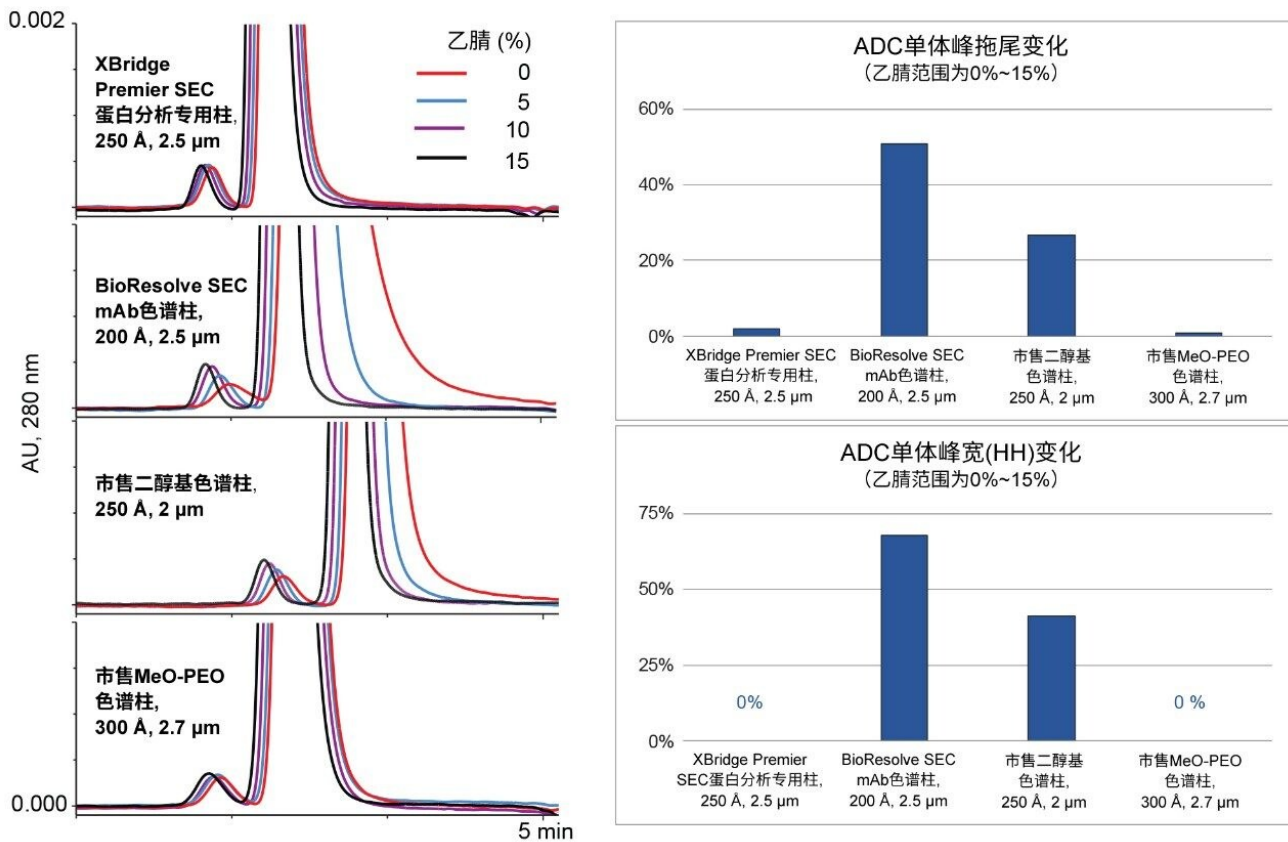 0.002
XBridge
Premier SEC
蛋白分析专用柱,
250 Å, 2.5 µm
乙腈 (%)
0
5
10
15
BioResolve SEC
mAb色谱柱,
200 Å, 2.5 µm
AU, 280 nm
市售二醇基色谱柱,
250 Å, 2 µm
市售MeO-PEO
色谱柱,
300 Å, 2.7 µm
0.000
5 min
ADC单体峰拖尾变化
（乙腈范围为0%~15%）
60%
40%
20%
0%
XBridge Premier SEC
蛋白分析专用柱,
250 Å, 2.5 µm
BioResolve SEC
mAb色谱柱,
200 Å, 2.5 µm
市售二醇基
色谱柱,
250 Å, 2 µm
市售MeO-PEO
色谱柱,
300 Å, 2.7 µm
ADC单体峰宽(HH)变化
（乙腈范围为0%~15%）
75%
50%
25%
0%
0%
0 %
XBridge Premier
SEC蛋白分析专用柱,
250 Å, 2.5 µm
BioResolve SEC
mAb色谱柱,
200 Å, 2.5 µm
市售二醇基
色谱柱,
250 Å, 2 µm
市售MeO-PEO
色谱柱,
300 Å, 2.7 µm